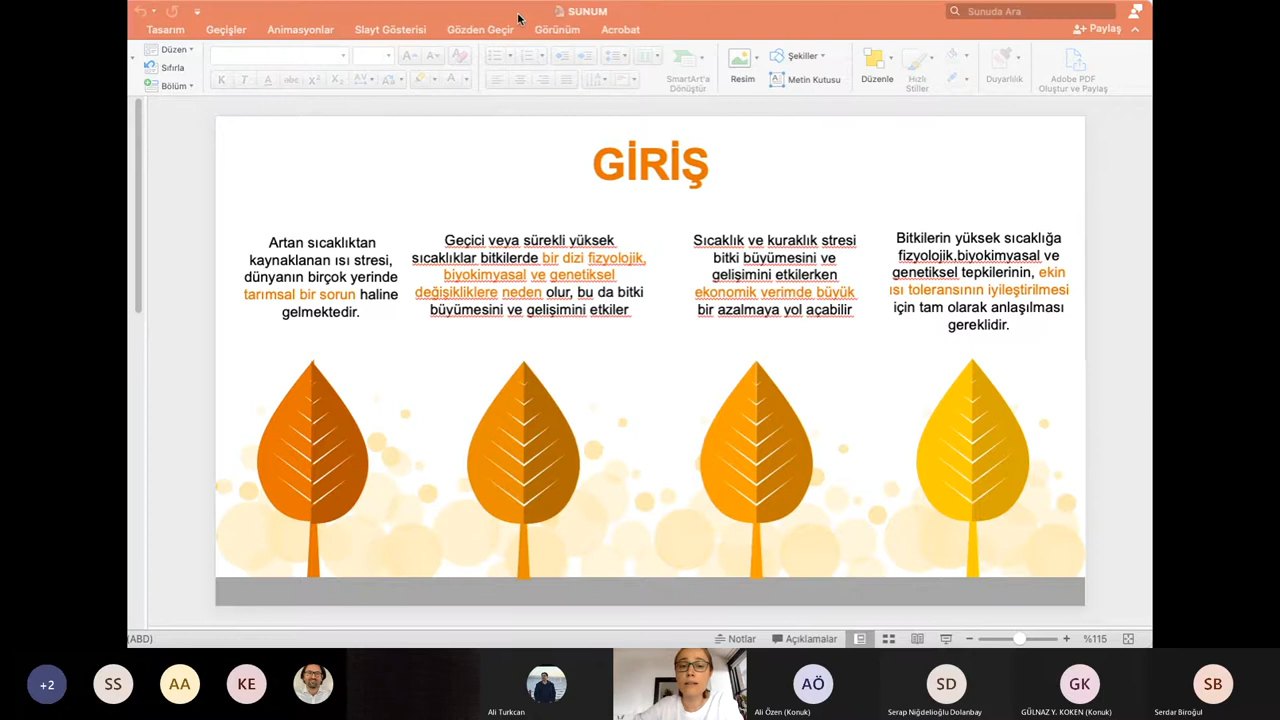 SUNUM
Sunuda Ara
Tasarım Geçişler Animasyonlar Slayt Gösterisi Gözden Geçir Görünüm Acrobat
Paylaş
Düzen
Sıfırla
Bölüm
K T A abc X X AV Aa A
SmartArt'a
Dönüştür
Resim
Şekiller
Metin Kutusu
Düzenle
Hızlı
Stiller
Duyarlılık
Adobe PDF
Oluştur ve Paylaş
GİRİŞ
Artan sıcaklıktan
kaynaklanan ısı stresi,
dünyanın birçok yerinde
tarımsal bir sorun haline
gelmektedir.
Geçici veya sürekli yüksek
sıcaklıklar bitkilerde bir dizi fizyolojik,
biyokimyasal ve genetiksel
değişikliklere neden olur, bu da bitki
büyümesini ve gelişimini etkiler
Sıcaklık ve kuraklık stresi
bitki büyümesini ve
gelişimini etkilerken
ekonomik verimde büyük
bir azalmaya yol açabilir
Bitkilerin yüksek sıcaklığa
fizyolojik,biyokimyasal ve
genetiksel tepkilerinin, ekin
ısı toleransının iyileştirilmesi
için tam olarak anlaşılması
gereklidir.
(ABD)
Notlar
Açıklamalar
%115
+2
SS
AA
KE
Ali Turkcan
AÖ
Ali Özen (Konuk)
SD
Serap Niğdelioğlu Dolanbay
GK
GÜLNAZ Y. KOKEN (Konuk)
SB
Serdar Biroğul